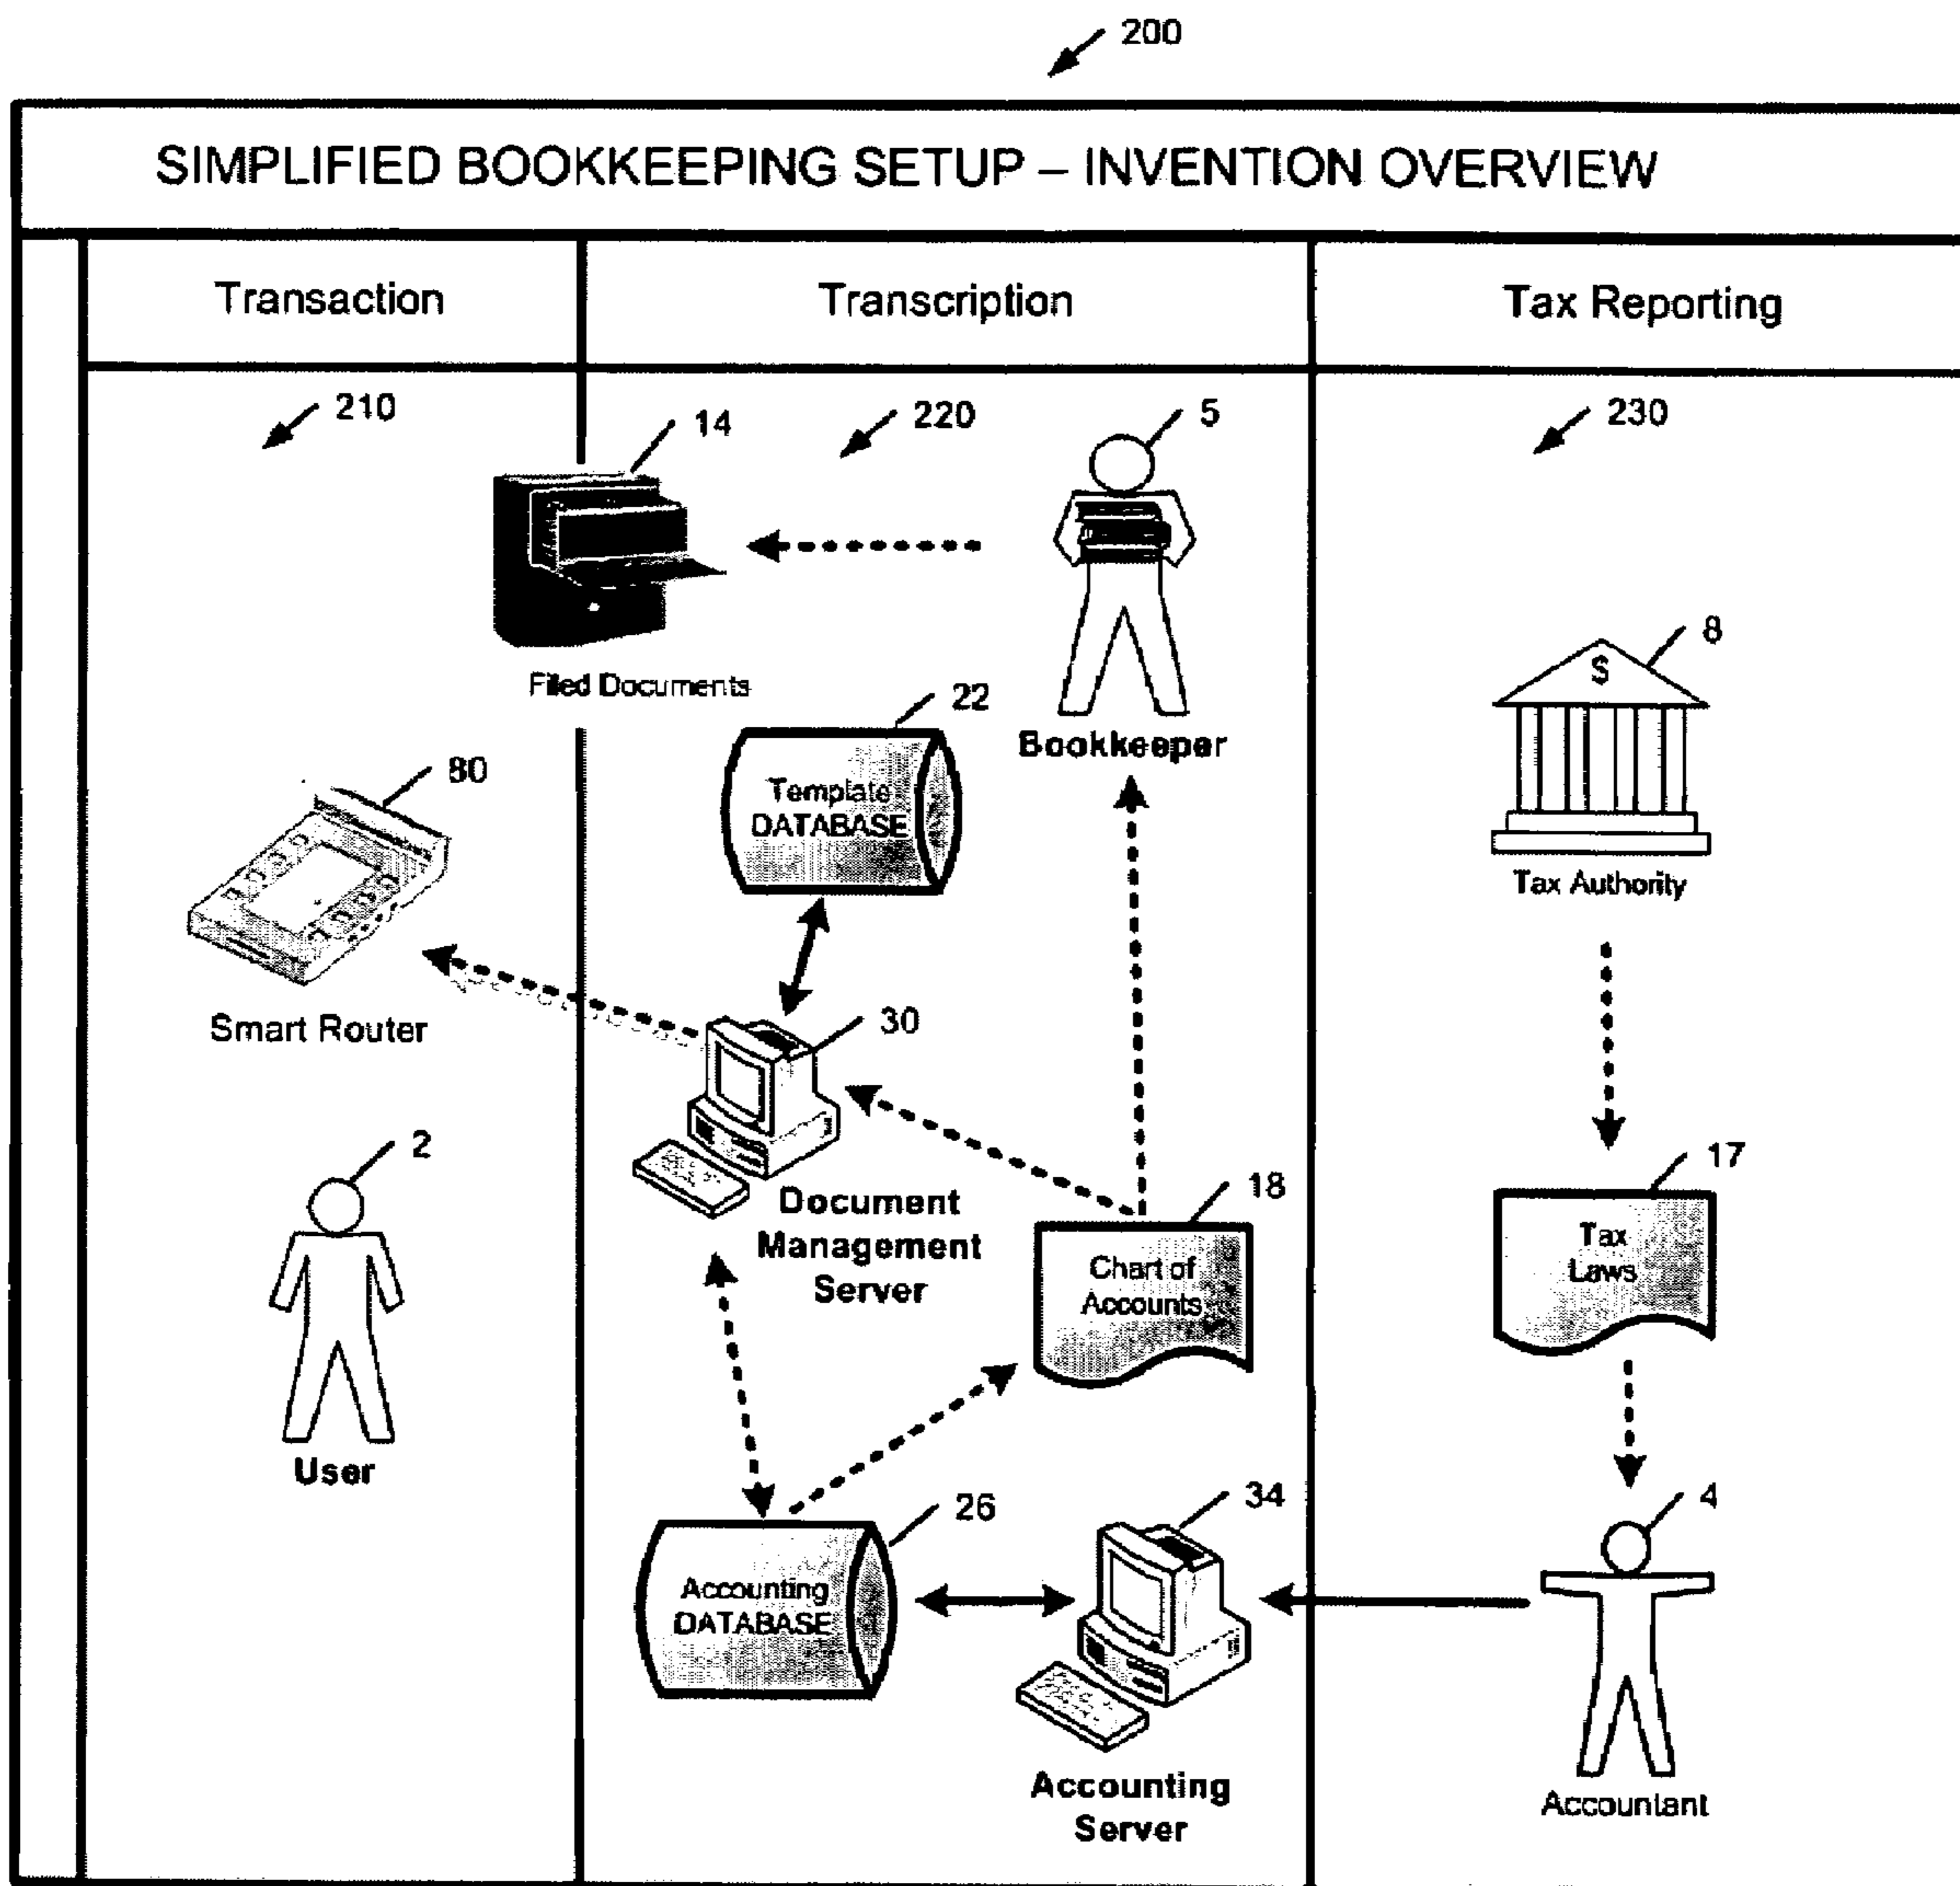 200
SIMPLIFIED BOOKKEEPING SETUP – INVENTION OVERVIEW
Transaction
Transcription
Tax Reporting
210
14
220
5
230
Filed Documents
22
Bookkeeper
8
$
Tax Authority
80
Template
DATABASE
Smart Router
30
2
Document
Management
Server
18
Chart of
Accounts
17
Tax
Laws
User
26
Accounting
DATABASE
34
4
Accounting
Server
Accountant